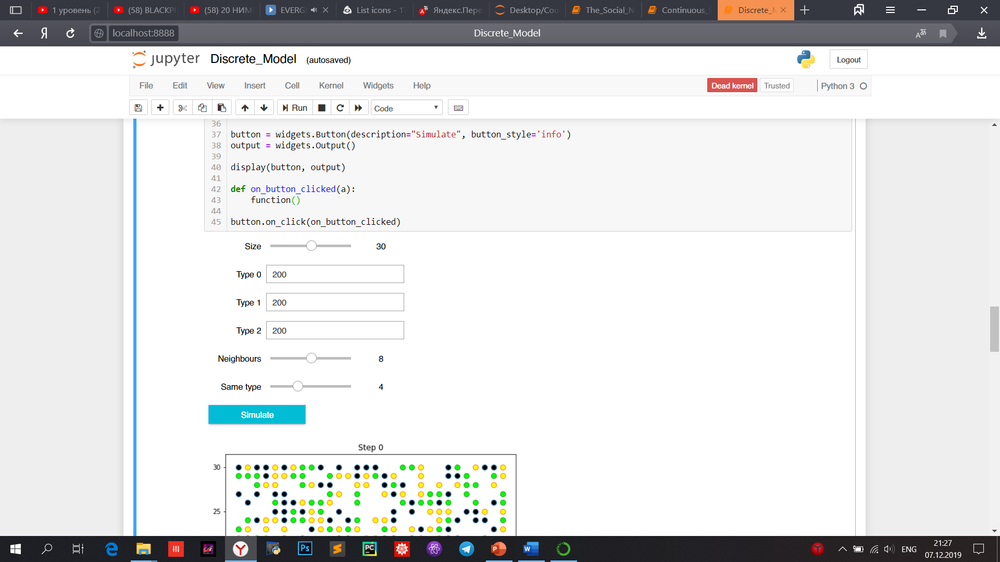 1 уровень (2
(58) BLACKPI
(58) 20 НИМ
EVERG
List icons - 17
Яндекс.Пере
Desktop/Cou
The_Social_N
Continuous_S
Discrete_M
localhost:8888
Discrete_Model
jupyter Discrete_Model (autosaved)
Logout
File Edit View Insert Cell Kernel Widgets Help
Dead kernel Trusted Python 3
Run Code
36
37 button = widgets.Button(description="Simulate", button_style='info')
38 output = widgets.Output()
39
40 display(button, output)
41
42 def on_button_clicked(a):
43 function()
44
45 button.on_click(on_button_clicked)
Size 30
Type 0 200
Type 1 200
Type 2 200
Neighbours 8
Same type 4
Simulate
Step 0
30
25
ENG
21:27
07.12.2019